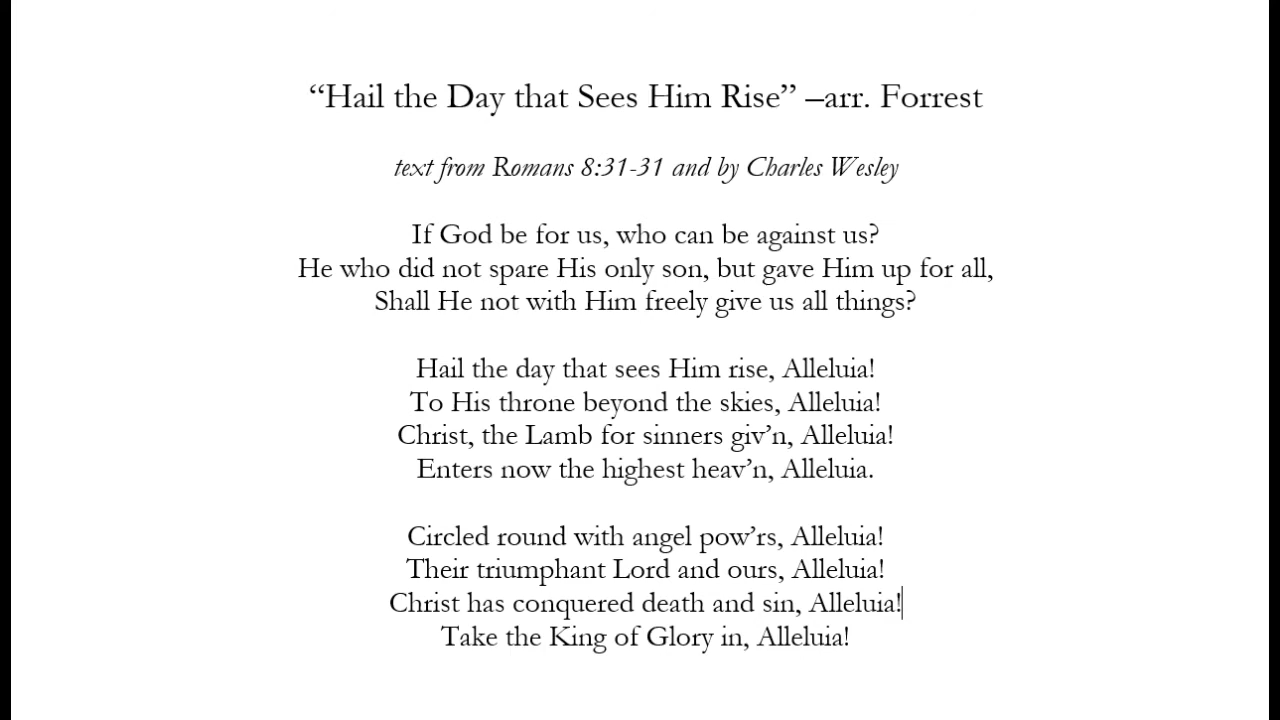 “Hail the Day that Sees Him Rise” –arr. Forrest
text from Romans 8:31-31 and by Charles Wesley
If God be for us, who can be against us?
He who did not spare His only son, but gave Him up for all,
Shall He not with Him freely give us all things?
Hail the day that sees Him rise, Alleluia!
To His throne beyond the skies, Alleluia!
Christ, the Lamb for sinners giv’n, Alleluia!
Enters now the highest heav’n, Alleluia.
Circled round with angel pow’rs, Alleluia!
Their triumphant Lord and ours, Alleluia!
Christ has conquered death and sin, Alleluia!
Take the King of Glory in, Alleluia!